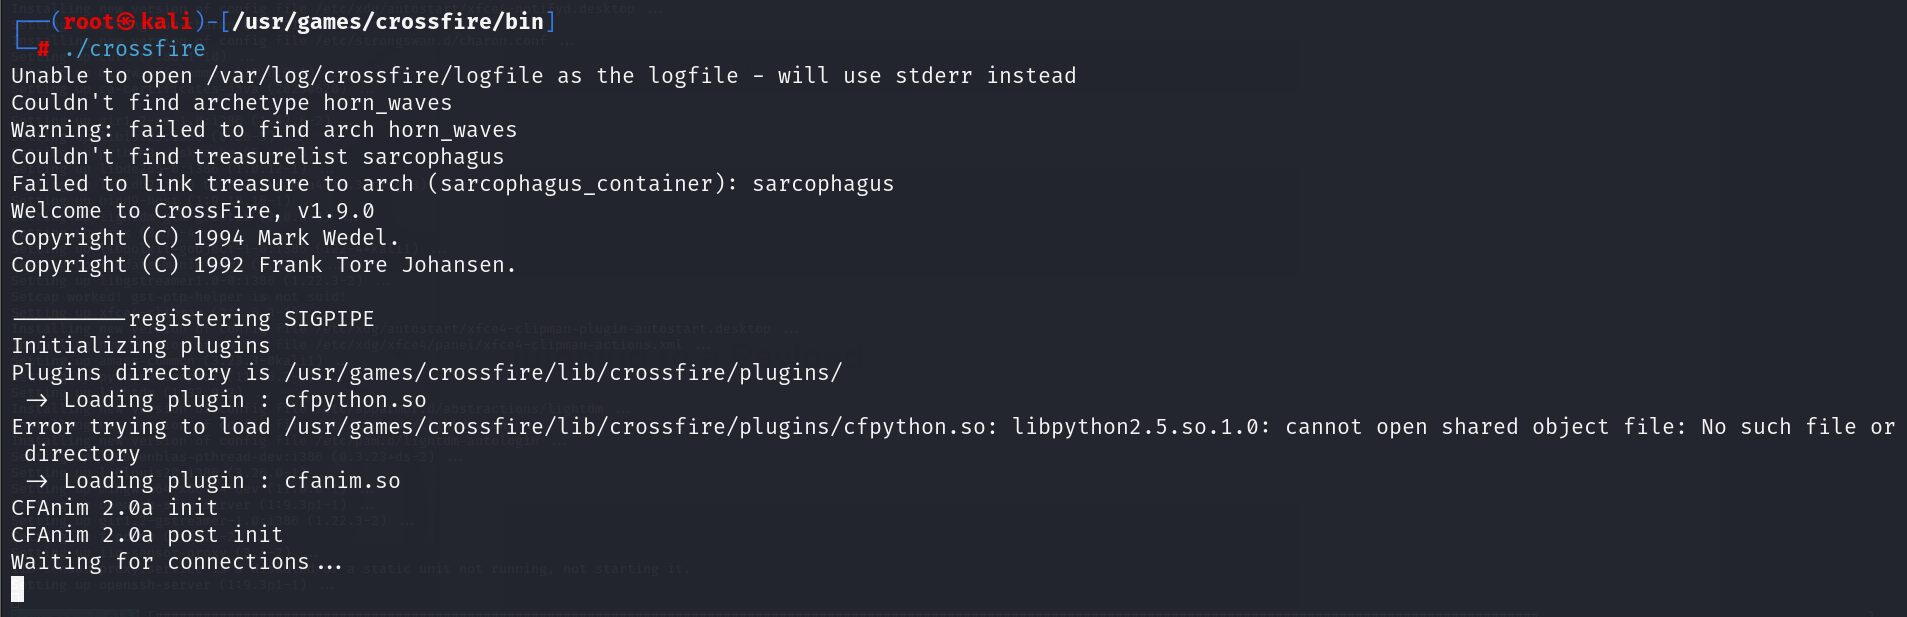 ┌──(root㉿kali)-[/usr/games/crossfire/bin]
└─# ./crossfire
Unable to open /var/log/crossfire/logfile as the logfile - will use stderr instead
Couldn't find archetype horn_waves
Warning: failed to find arch horn_waves
Couldn't find treasurelist sarcophagus
Failed to link treasure to arch (sarcophagus_container): sarcophagus
Welcome to CrossFire, v1.9.0
Copyright (C) 1994 Mark Wedel.
Copyright (C) 1992 Frank Tore Johansen.
---------registering SIGPIPE
Initializing plugins
Plugins directory is /usr/games/crossfire/lib/crossfire/plugins/
 -> Loading plugin : cfpython.so
Error trying to load /usr/games/crossfire/lib/crossfire/plugins/cfpython.so: libpython2.5.so.1.0: cannot open shared object file: No such file or
 directory
 -> Loading plugin : cfanim.so
CFAnim 2.0a init
CFAnim 2.0a post init
Waiting for connections...